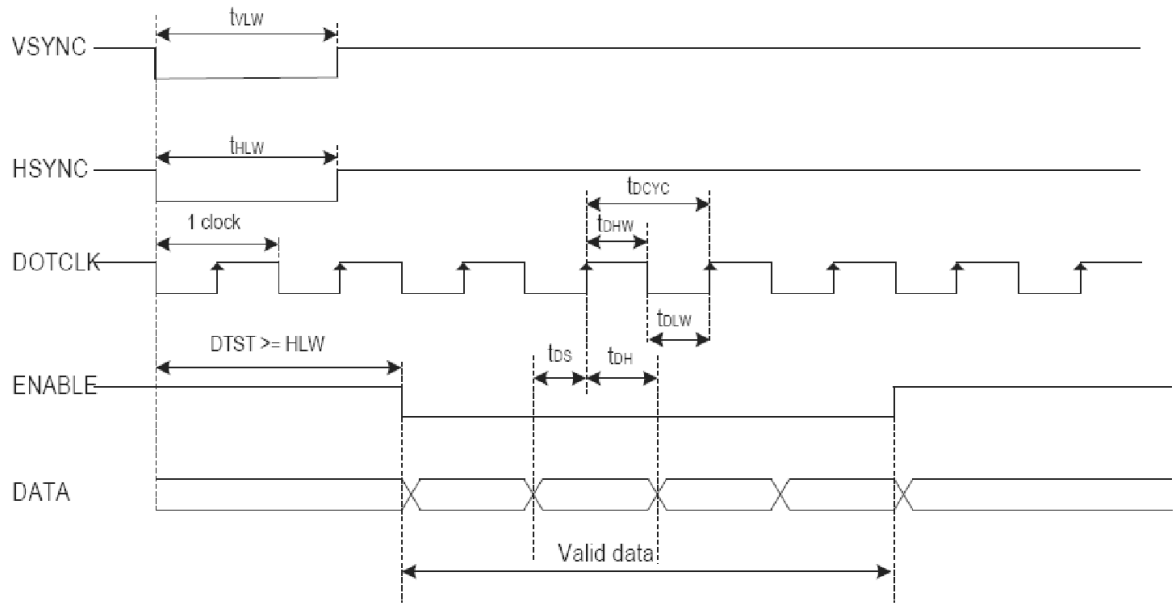 tVLW
VSYNC
tHLW
HSYNC
tDCYC
1 clock
tDHW
DOTCLK
tDLW
DTST >= HLW
tDS
tDH
ENABLE
DATA
Valid data